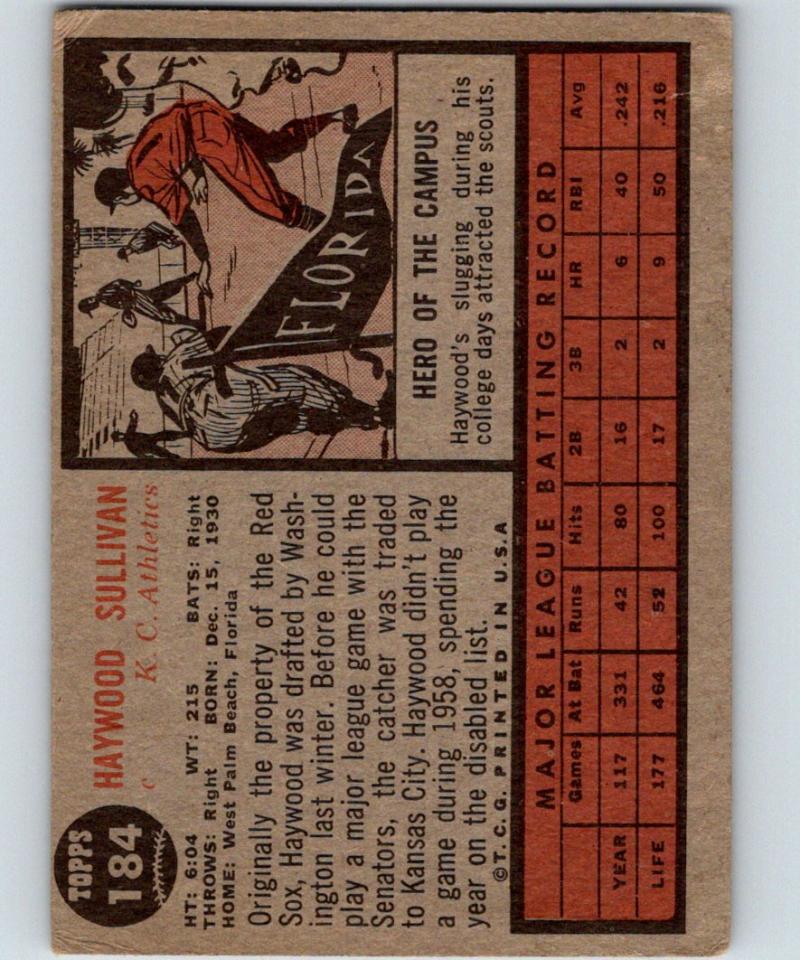 TOPPS
184
HAYWOOD SULLIVAN
C K. C. Athletics
HT: 6:04 WT: 215 BATS: Right
THROWS: Right BORN: Dec. 15, 1930
HOME: West Palm Beach, Florida
Originally the property of the Red
Sox, Haywood was drafted by Wash-
ington last winter. Before he could
play a major league game with the
Senators, the catcher was traded
to Kansas City. Haywood didn't play
a game during 1958, spending the
year on the disabled list.
©T. C. G. PRINTED IN U.S.A
FLORIDA
HERO OF THE CAMPUS
Haywood's slugging during his
college days attracted the scouts.
MAJOR LEAGUE BATTING RECORD
Games At Bat Runs Hits 2B 3B HR RBI Avg
YEAR 117 331 42 80 16 2 6 40 .242
LIFE 177 464 52 100 17 2 9 50 .216